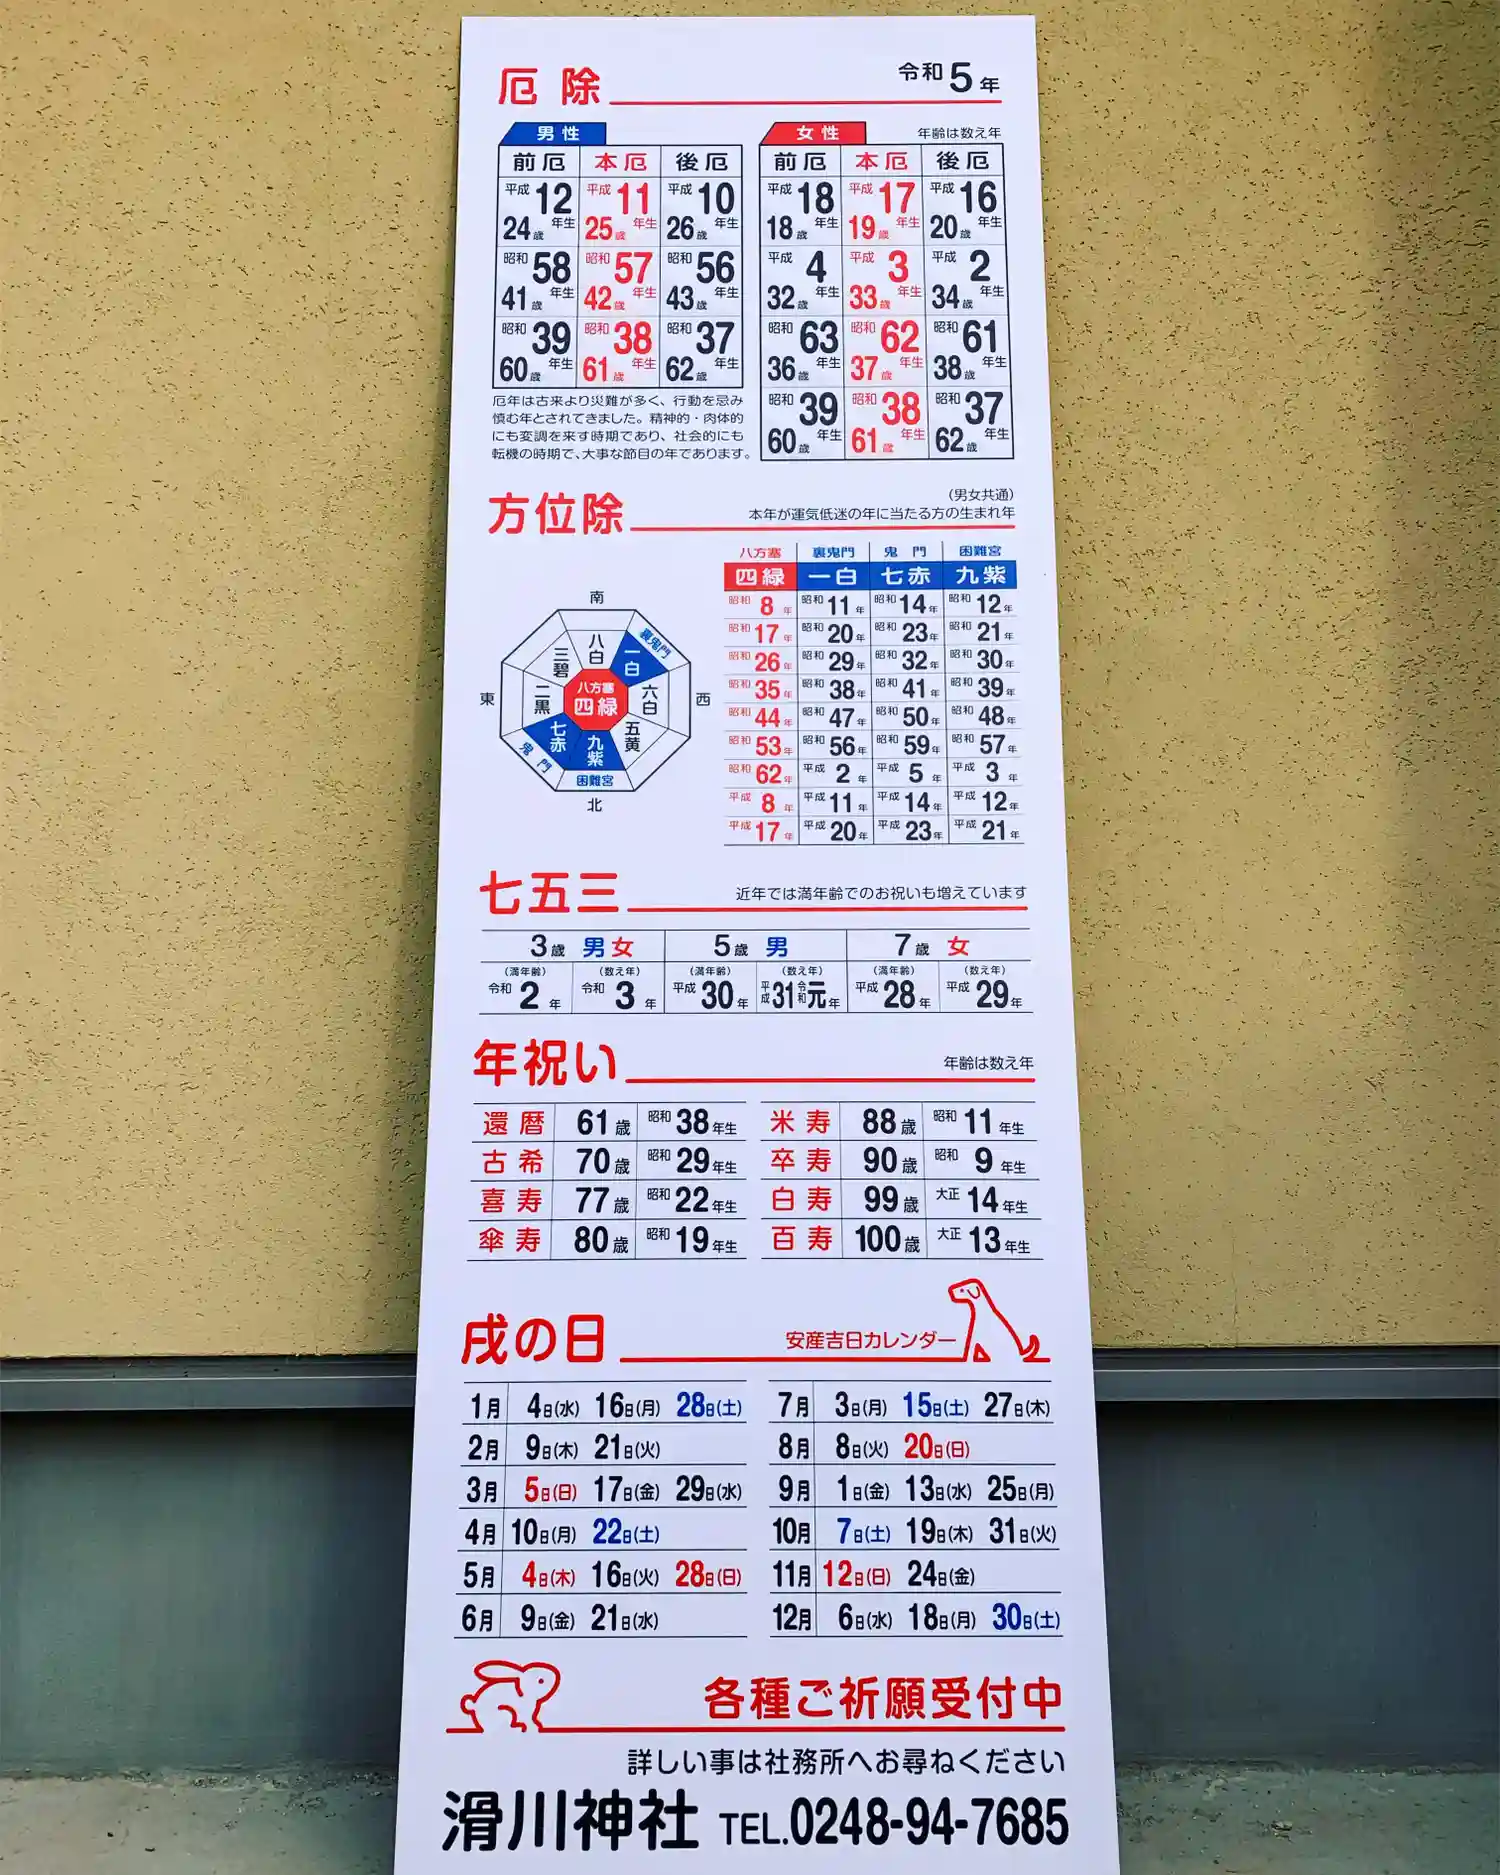 厄除
令和5年
男性
前厄 本厄 後厄
平成12年生 24歳 平成11年生 25歳 平成10年生 26歳
昭和58年生 41歳 昭和57年生 42歳 昭和56年生 43歳
昭和39年生 60歳 昭和38年生 61歳 昭和37年生 62歳
厄年は古来より災難が多く、行動を忌み
慎む年とされてきました。精神的・肉体的
にも変調を来す時期であり、社会的にも
転機の時期で、大事な節目の年であります。
女性
年齢は数え年
前厄 本厄 後厄
平成18年生 18歳 平成17年生 19歳 平成16年生 20歳
平成4年生 32歳 平成3年生 33歳 平成2年生 34歳
昭和63年生 36歳 昭和62年生 37歳 昭和61年生 38歳
昭和39年生 60歳 昭和38年生 61歳 昭和37年生 62歳
方位除
(男女共通)
本年が運気低迷の年に当たる方の生まれ年
南
八白
三碧
一白
裏鬼門
東
二黒
八方塞
四緑
六白
西
七赤
鬼門
九紫
五黄
困難宮
北
八方塞 裏鬼門 鬼門 困難宮
四緑 一白 七赤 九紫
昭和8年 昭和11年 昭和14年 昭和12年
昭和17年 昭和20年 昭和23年 昭和21年
昭和26年 昭和29年 昭和32年 昭和30年
昭和35年 昭和38年 昭和41年 昭和39年
昭和44年 昭和47年 昭和50年 昭和48年
昭和53年 昭和56年 昭和59年 昭和57年
昭和62年 平成2年 平成5年 平成3年
平成8年 平成11年 平成14年 平成12年
平成17年 平成20年 平成23年 平成21年
七五三
近年では満年齢でのお祝いも増えています
3歳 男女 5歳 男 7歳 女
(満年齢) (数え年) (満年齢) (数え年) (満年齢) (数え年)
令和2年 令和3年 平成30年 平成31令和元年 平成28年 平成29年
年祝い
年齢は数え年
還暦 61歳 昭和38年生
古希 70歳 昭和29年生
喜寿 77歳 昭和22年生
傘寿 80歳 昭和19年生
米寿 88歳 昭和11年生
卒寿 90歳 昭和9年生
白寿 99歳 大正14年生
百寿 100歳 大正13年生
戌の日
安産吉日カレンダー
1月 4日(水) 16日(月) 28日(土)
2月 9日(木) 21日(火)
3月 5日(日) 17日(金) 29日(水)
4月 10日(月) 22日(土)
5月 4日(木) 16日(火) 28日(日)
6月 9日(金) 21日(水)
7月 3日(月) 15日(土) 27日(木)
8月 8日(火) 20日(日)
9月 1日(金) 13日(水) 25日(月)
10月 7日(土) 19日(木) 31日(火)
11月 12日(日) 24日(金)
12月 6日(水) 18日(月) 30日(土)
各種ご祈願受付中
詳しい事は社務所へお尋ねください
滑川神社 TEL.0248-94-7685